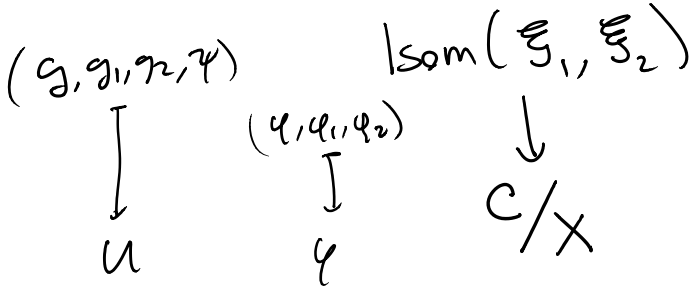 (g, g₁, g₂, ψ)
↧
U
(φ, φ₁, φ₂)
↧
φ
Isom(ξ₁, ξ₂)
↓
C/X